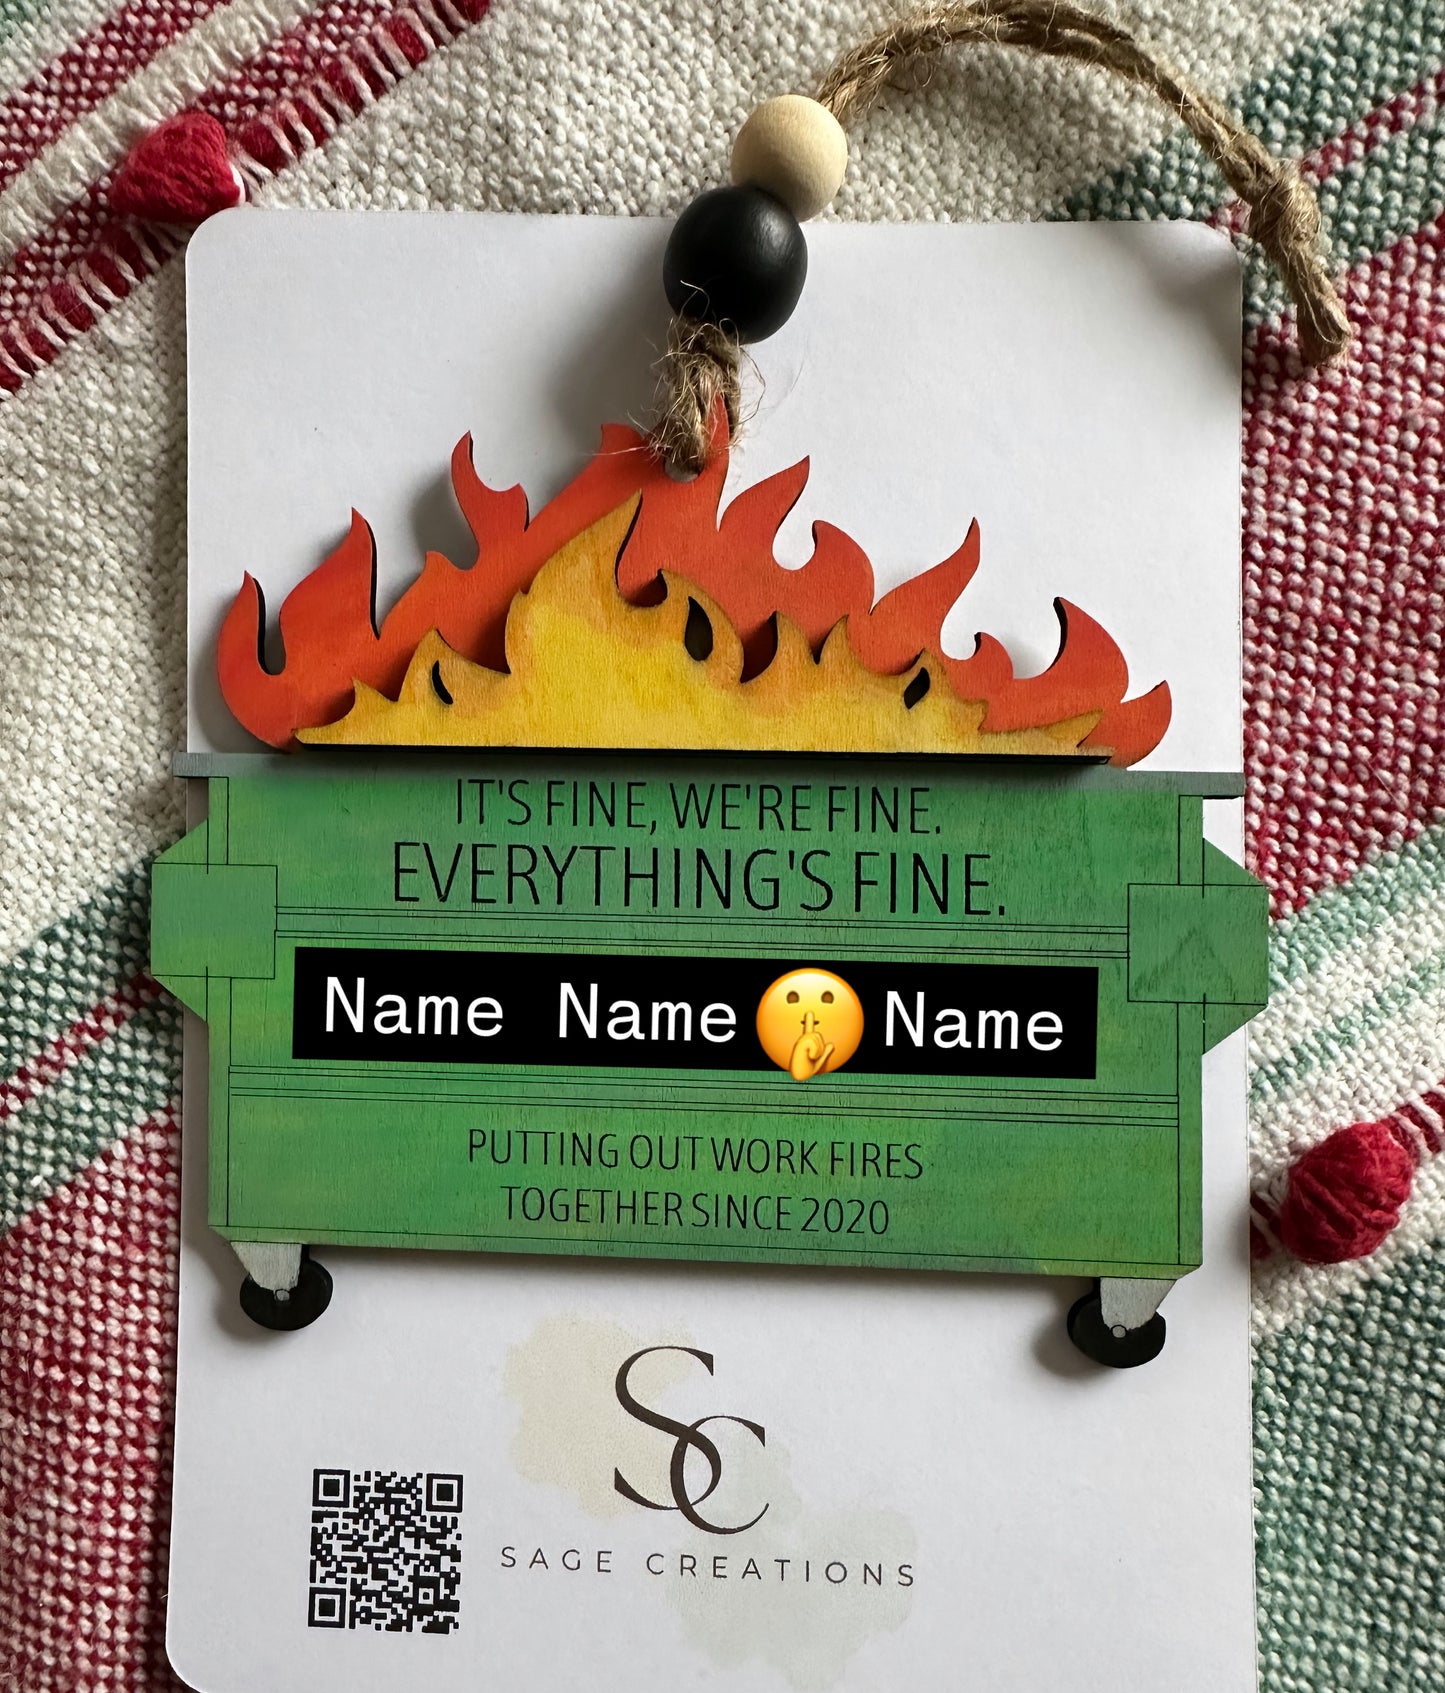 IT'S FINE, WE'RE FINE.
EVERYTHING'S FINE.
Name Name 🤫 Name
PUTTING OUT WORK FIRES
TOGETHER SINCE 2020
SC
SAGE CREATIONS